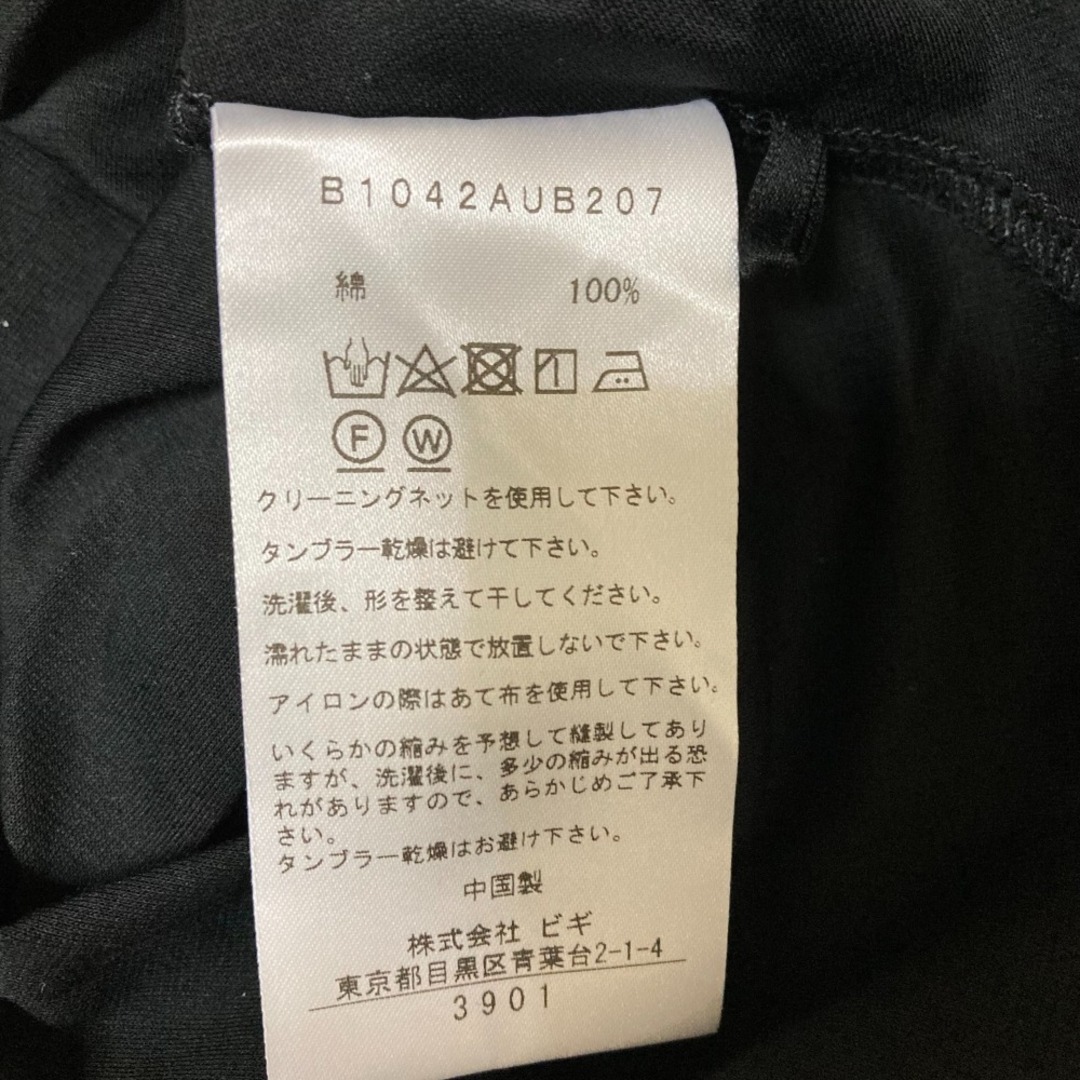 B1042AUB207
綿 100%
F W
クリーニングネットを使用して下さい。
タンブラー乾燥は避けて下さい。
洗濯後、形を整えて干してください。
濡れたままの状態で放置しないで下さい。
アイロンの際はあて布を使用して下さい。
いくらかの縮みを予想して縫製してあり
ますが、洗濯後に、多少の縮みが出る恐
れがありますので、あらかじめご了承下
さい。
タンブラー乾燥はお避け下さい。
中国製
株式会社 ビギ
東京都目黒区青葉台2-1-4
3901